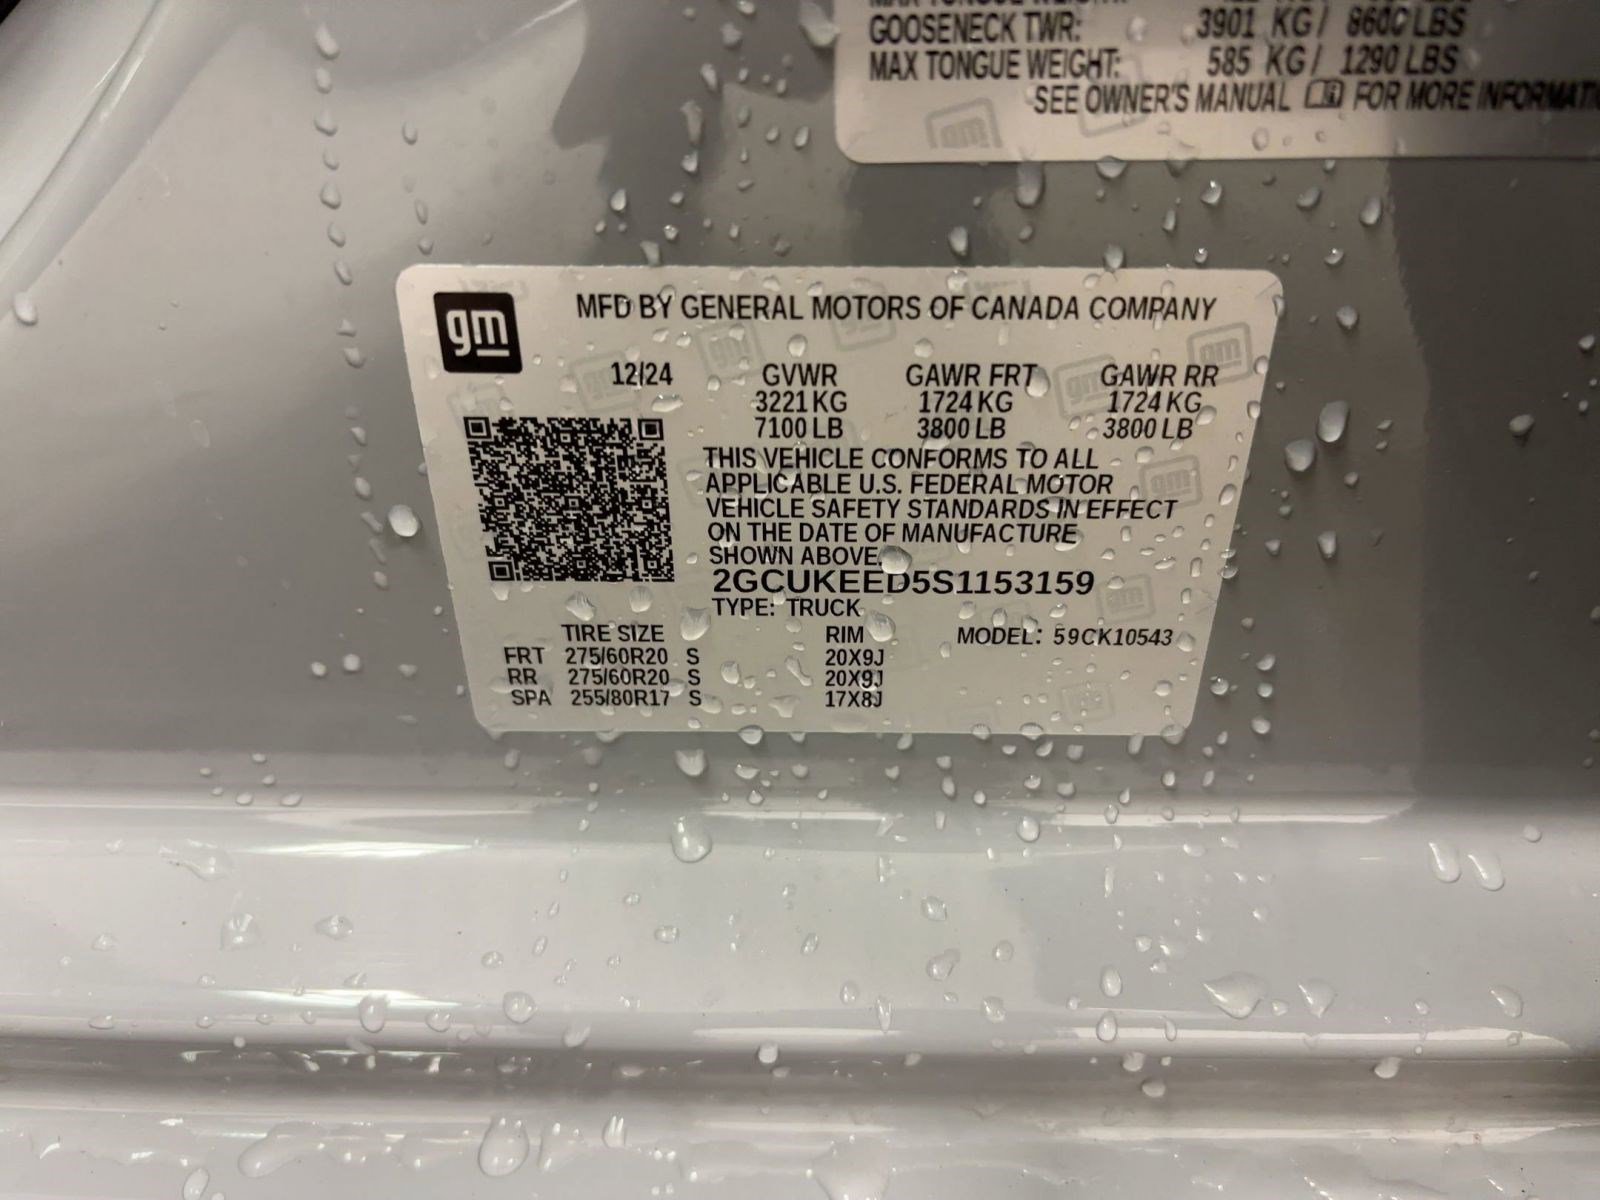 GOOSENECK TWR: 3901 KG / 8600 LBS
MAX TONGUE WEIGHT: 585 KG / 1290 LBS
SEE OWNER'S MANUAL FOR MORE
gm
MFD BY GENERAL MOTORS OF CANADA COMPANY
12/24 GVWR GAWR FRT GAWR RR
3221 KG 1724 KG 1724 KG
7100 LB 3800 LB 3800 LB
THIS VEHICLE CONFORMS TO ALL
APPLICABLE U.S. FEDERAL MOTOR
VEHICLE SAFETY STANDARDS IN EFFECT
ON THE DATE OF MANUFACTURE
SHOWN ABOVE.
2GCUKEED5S1153159
TYPE: TRUCK
TIRE SIZE RIM MODEL: 59CK10543
FRT 275/60R20 S 20X9J
RR 275/60R20 S 20X9J
SPA 255/80R17 S 17X8J